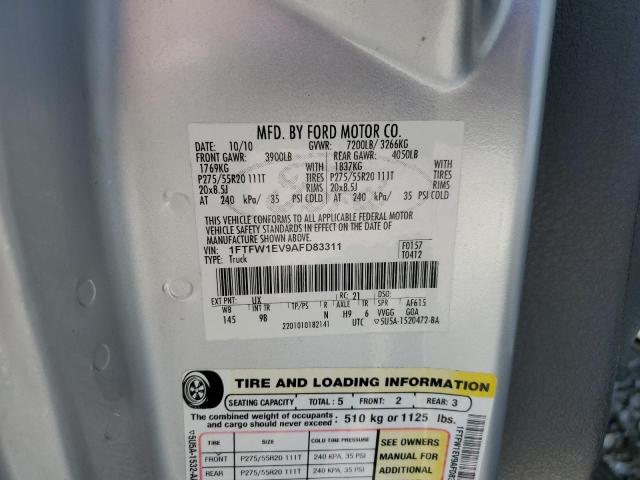 MFD. BY FORD MOTOR CO.
DATE: 10/10 GVWR: 7200LB/ 3266KG
FRONT GAWR: 3900LB REAR GAWR: 4050LB
1769KG WITH 1837KG WITH
P275/55R20 111T TIRES P275/55R20 111T TIRES
20x8.5J RIMS 20x8.5J RIMS
AT 240 kPa/ 35 PSI COLD AT 240 kPa/ 35 PSI COLD
THIS VEHICLE CONFORMS TO ALL APPLICABLE FEDERAL MOTOR
VEHICLE SAFETY STANDARDS IN EFFECT ON THE DATE OF
MANUFACTURE SHOWN ABOVE.
VIN: 1FTFW1EV9AFD83311 F0157
TYPE: Truck T0412
EXT PNT: UX RC: 21 DSO:
WB INT TR TP/PS R AXLE TR SPRING AF615
145 9B N H9 6 VVGG GOA
2201010182141 UTC ▽5U5A-1520472-BA
TIRE AND LOADING INFORMATION
SEATING CAPACITY TOTAL: 5 FRONT: 2 REAR: 3
The combined weight of occupants and cargo should never exceed : 510 kg or 1125 lbs.
TIRE SIZE COLD TIRE PRESSURE SEE OWNERS
FRONT P275/55R20 111T 240 KPA, 35 PSI MANUAL FOR
REAR P275/55R20 111T 240 KPA, 35 PSI ADDITIONAL